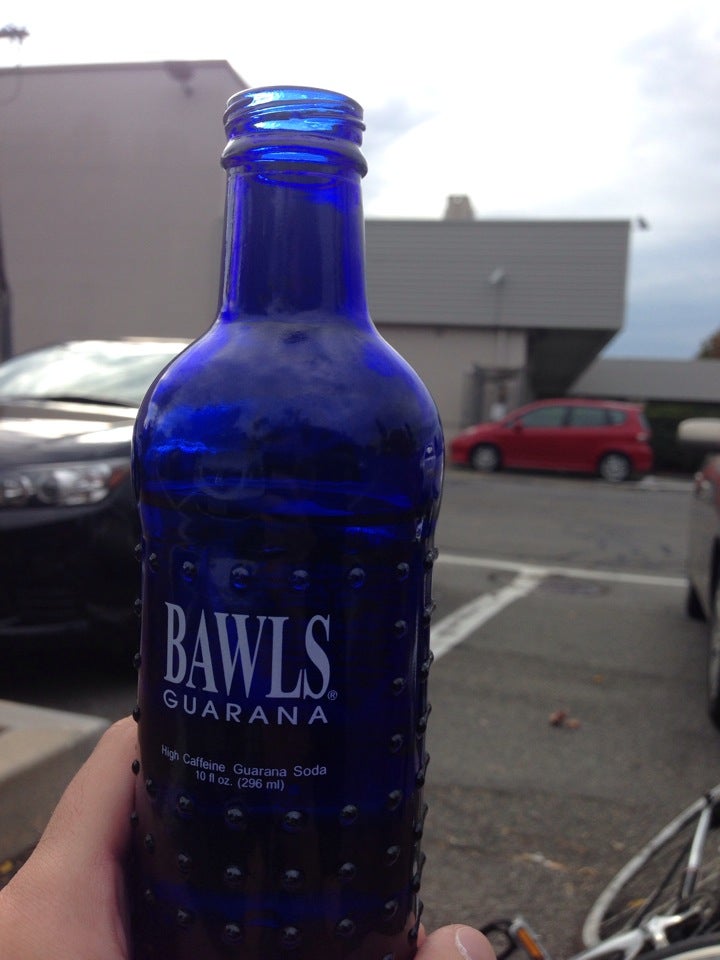 BAWLS®
GUARANA
High Caffeine Guarana Soda
10 fl oz. (296 ml)